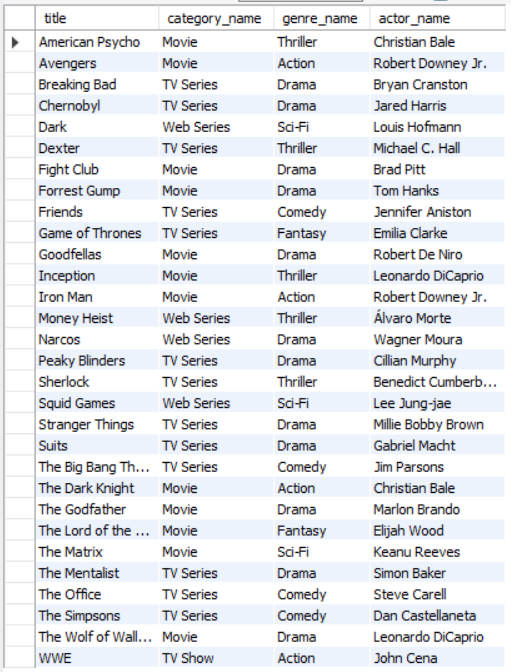 title category_name genre_name actor_name
American Psycho Movie Thriller Christian Bale
Avengers Movie Action Robert Downey Jr.
Breaking Bad TV Series Drama Bryan Cranston
Chernobyl TV Series Drama Jared Harris
Dark Web Series Sci-Fi Louis Hofmann
Dexter TV Series Thriller Michael C. Hall
Fight Club Movie Drama Brad Pitt
Forrest Gump Movie Drama Tom Hanks
Friends TV Series Comedy Jennifer Aniston
Game of Thrones TV Series Fantasy Emilia Clarke
Goodfellas Movie Drama Robert De Niro
Inception Movie Thriller Leonardo DiCaprio
Iron Man Movie Action Robert Downey Jr.
Money Heist Web Series Thriller Álvaro Morte
Narcos Web Series Drama Wagner Moura
Peaky Blinders TV Series Drama Cillian Murphy
Sherlock TV Series Thriller Benedict Cumberb...
Squid Games Web Series Sci-Fi Lee Jung-jae
Stranger Things TV Series Drama Millie Bobby Brown
Suits TV Series Drama Gabriel Macht
The Big Bang Th... TV Series Comedy Jim Parsons
The Dark Knight Movie Action Christian Bale
The Godfather Movie Drama Marlon Brando
The Lord of the ... Movie Fantasy Elijah Wood
The Matrix Movie Sci-Fi Keanu Reeves
The Mentalist TV Series Drama Simon Baker
The Office TV Series Comedy Steve Carell
The Simpsons TV Series Comedy Dan Castellaneta
The Wolf of Wall... Movie Drama Leonardo DiCaprio
WWE TV Show Action John Cena